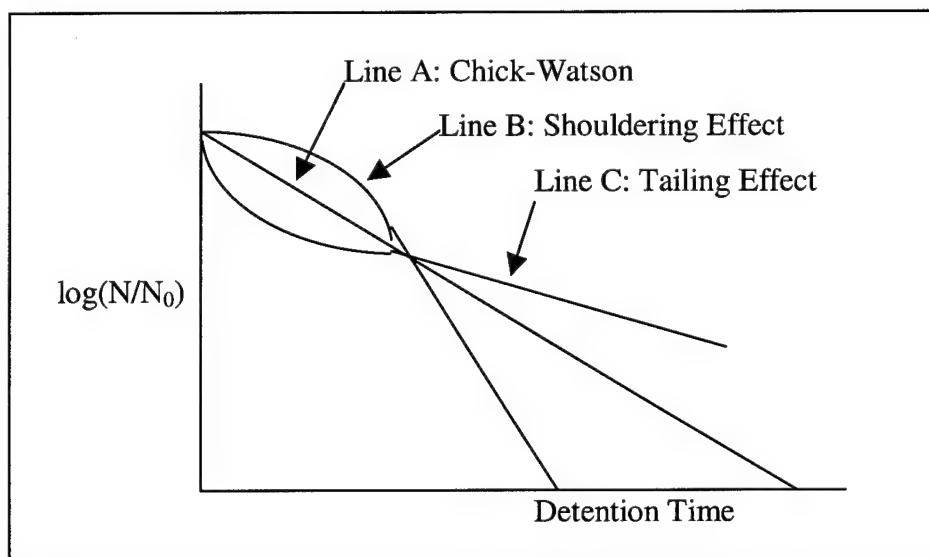 Line A: Chick-Watson
Line B: Shouldering Effect
Line C: Tailing Effect
log(N/N₀)
Detention Time